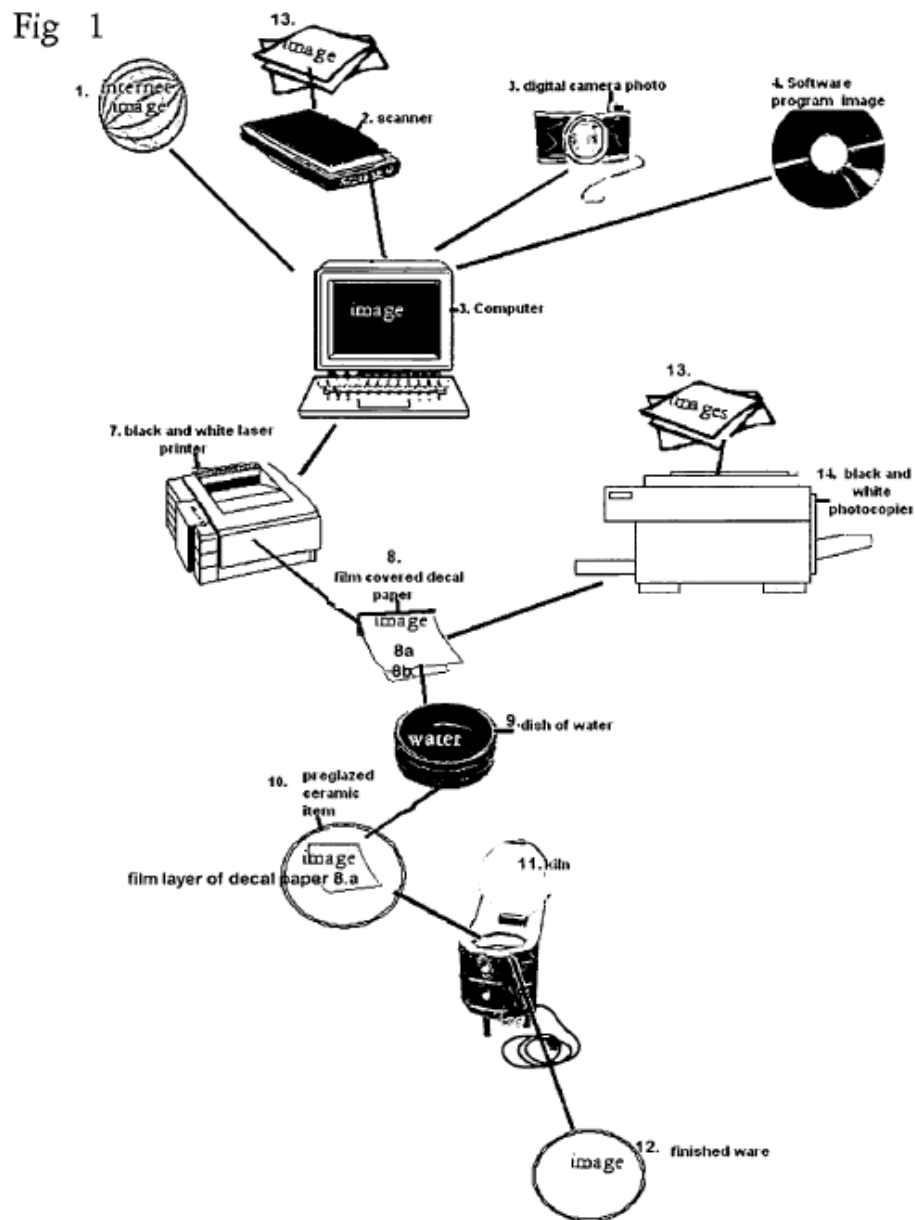 Fig 1
13.
image
1.
internet
image
2. scanner
3. digital camera photo
4. Software
program image
image
3. Computer
13.
images
7. black and white laser
printer
14. black and
white
photocopier
8.
film covered decal
paper
image
8a
8b
9. dish of water
water
10. preglazed
ceramic
item
image
film layer of decal paper 8.a
11. kiln
12. finished ware
image